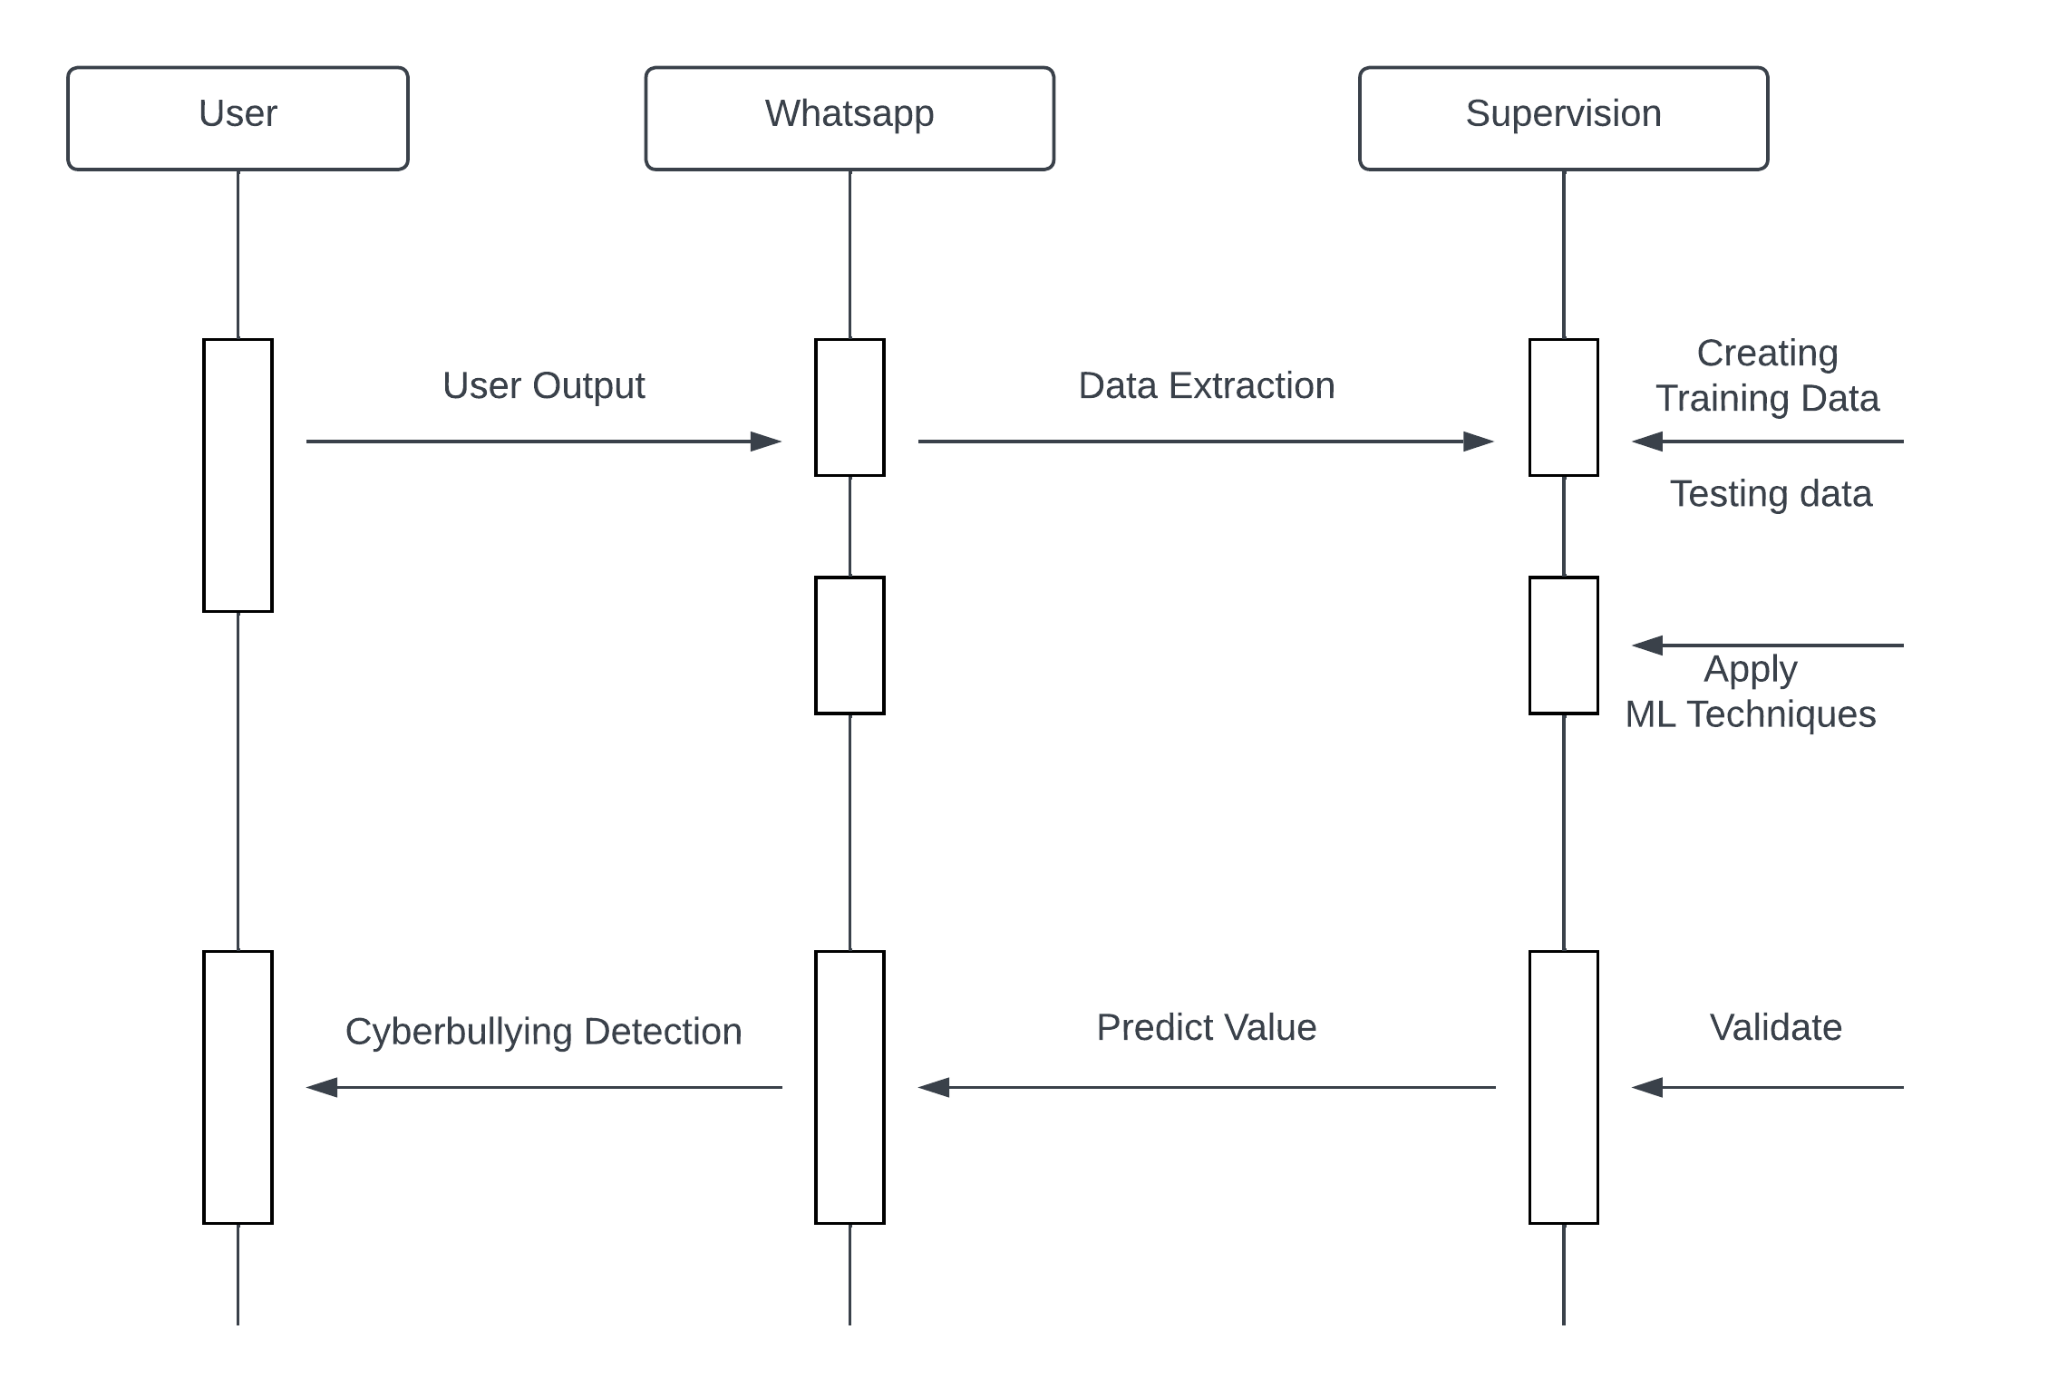 User
Whatsapp
Supervision
User Output
Data Extraction
Creating
Training Data
Testing data
Apply
ML Techniques
Cyberbullying Detection
Predict Value
Validate